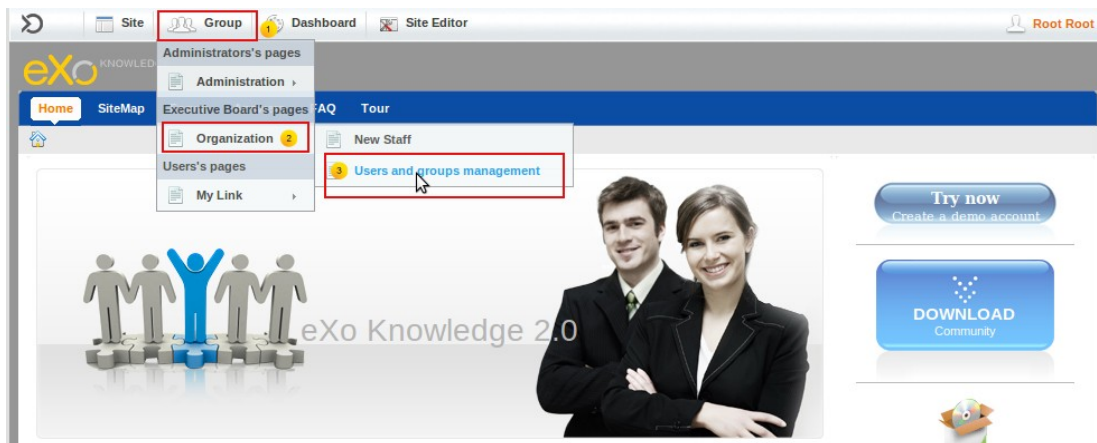 Site
Group
1
Dashboard
Site Editor
Root Root
eXo KNOWLED
Administrators's pages
Administration
Home
SiteMap
Executive Board's pages
FAQ
Tour
Organization 2
New Staff
Users's pages
3 Users and groups management
My Link
Try now
Create a demo account
eXo Knowledge 2.0
DOWNLOAD
Community